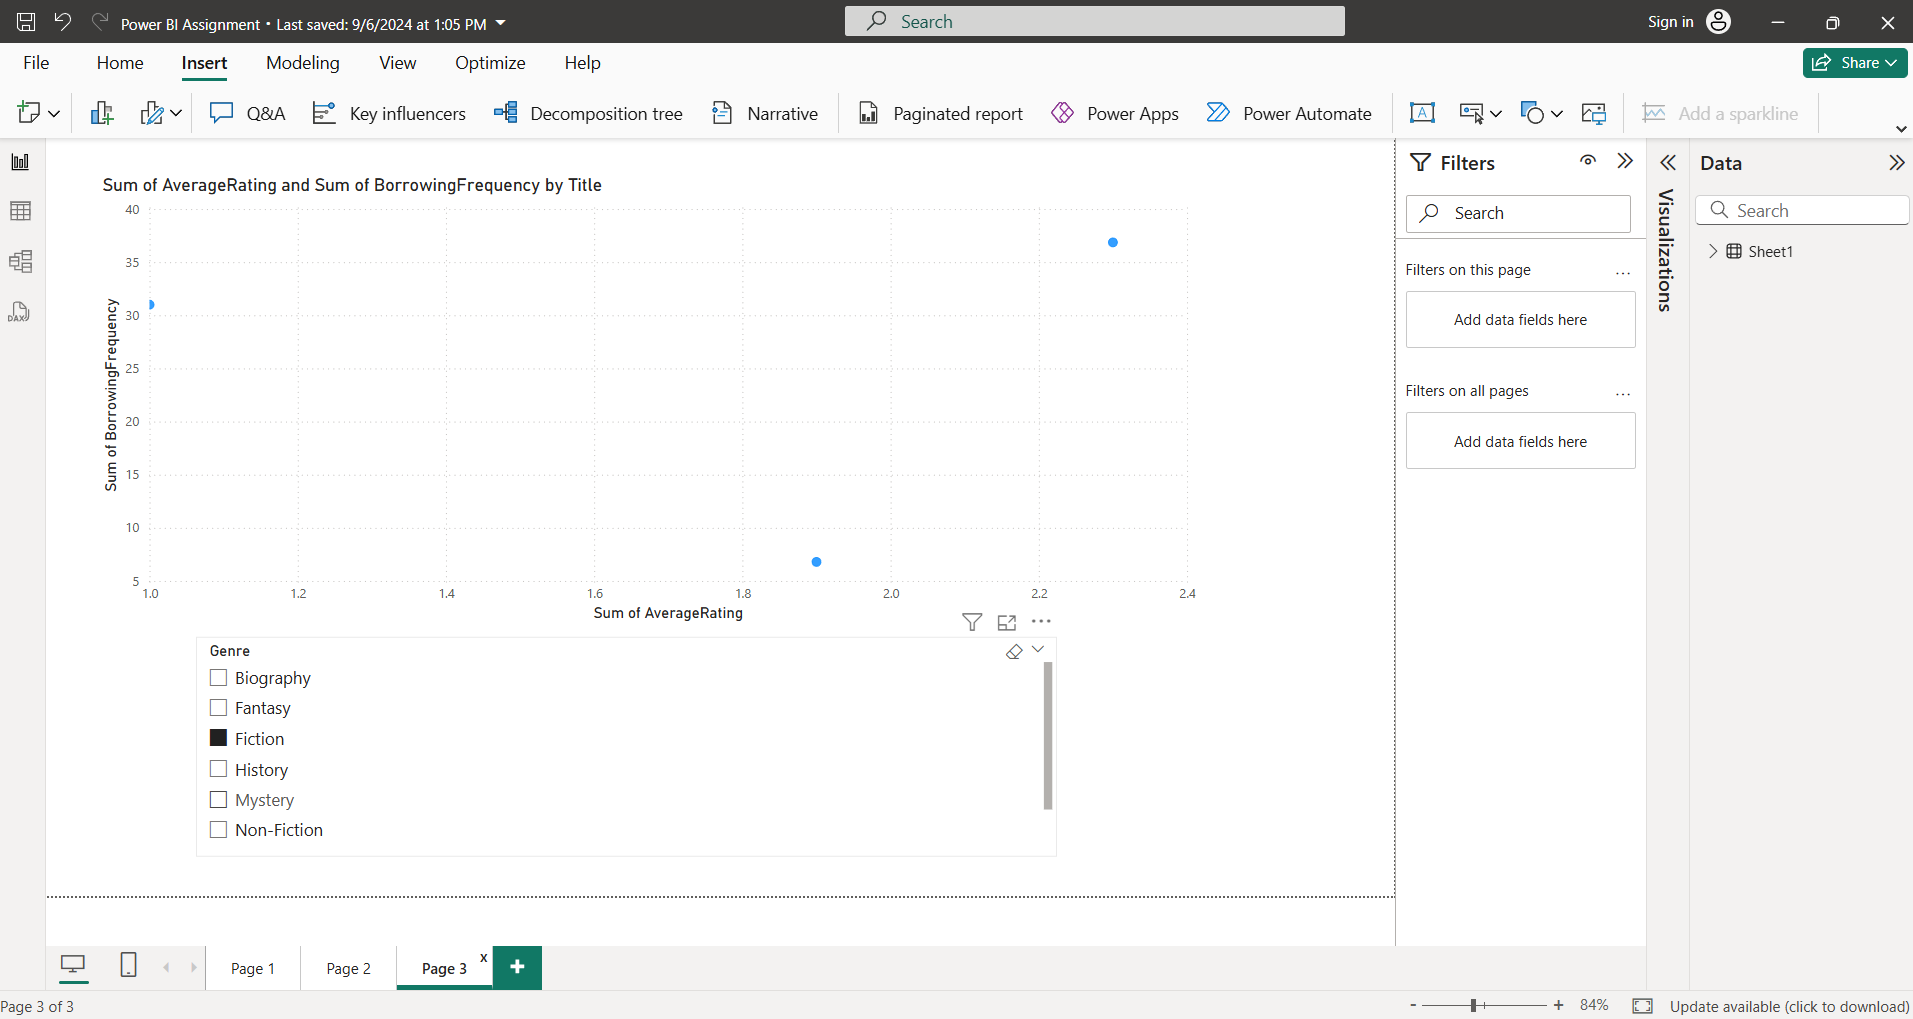 Power BI Assignment • Last saved: 9/6/2024 at 1:05 PM
Search
Sign in
File Home Insert Modeling View Optimize Help
Share
Q&A Key influencers Decomposition tree Narrative Paginated report Power Apps Power Automate A Add a sparkline
DAX
Sum of AverageRating and Sum of BorrowingFrequency by Title
Sum of BorrowingFrequency
40
35
30
25
20
15
10
5
1.0 1.2 1.4 1.6 1.8 2.0 2.2 2.4
Sum of AverageRating
Genre
Biography
Fantasy
Fiction
History
Mystery
Non-Fiction
Filters
Search
Filters on this page ...
Add data fields here
Filters on all pages ...
Add data fields here
Visualizations
Data
Search
Sheet1
Page 1 Page 2 Page 3 x +
Page 3 of 3
- + 84% Update available (click to download)